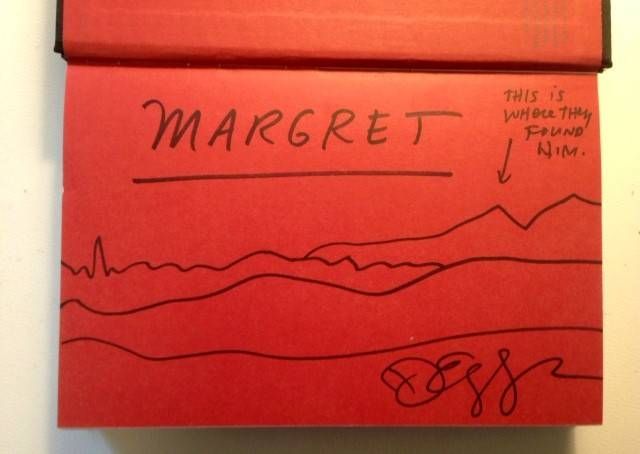 MARGRET
THIS IS
WHERE THEY
FOUND
HIM.